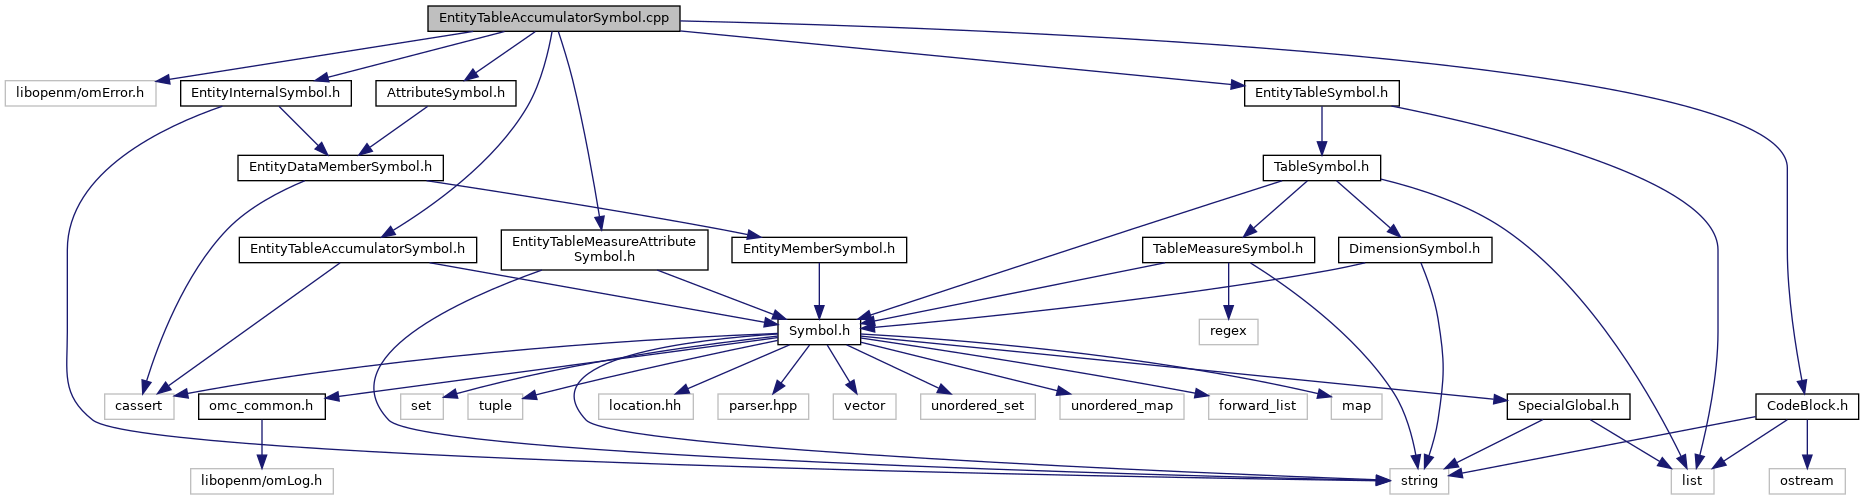 EntityTableAccumulatorSymbol.cpp
libopenm/omError.h
EntityInternalSymbol.h
AttributeSymbol.h
EntityTableSymbol.h
EntityDataMemberSymbol.h
TableSymbol.h
EntityTableAccumulatorSymbol.h
EntityTableMeasureAttribute
Symbol.h
EntityMemberSymbol.h
TableMeasureSymbol.h
DimensionSymbol.h
Symbol.h
regex
cassert
omc_common.h
set
tuple
location.hh
parser.hpp
vector
unordered_set
unordered_map
forward_list
map
SpecialGlobal.h
CodeBlock.h
libopenm/omLog.h
string
list
ostream